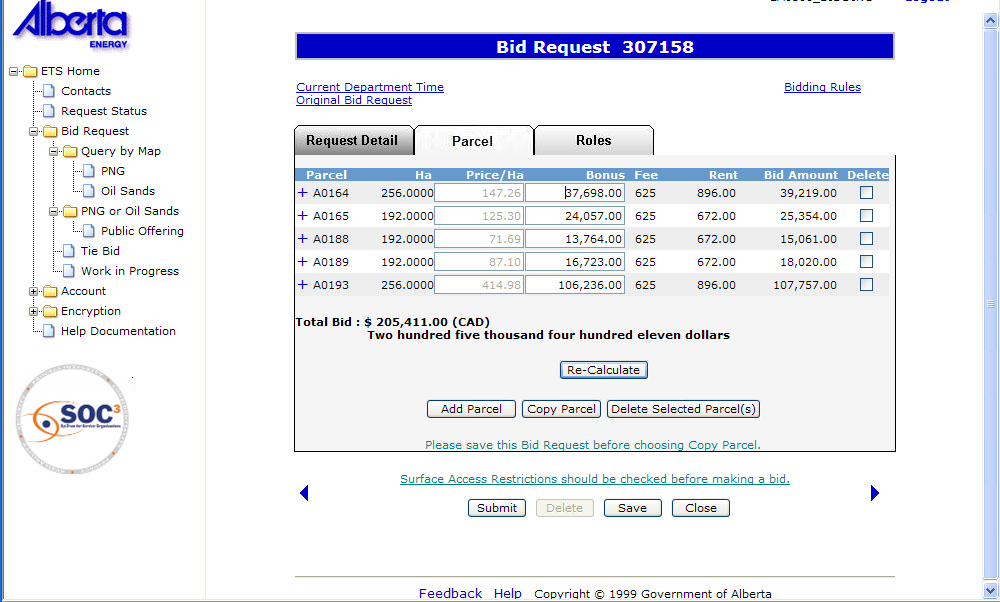 Alberta
ENERGY
ETS Home
Contacts
Request Status
Bid Request
Query by Map
PNG
Oil Sands
PNG or Oil Sands
Public Offering
Tie Bid
Work in Progress
Account
Encryption
Help Documentation
SOC3
Bid Request 307158
Current Department Time
Original Bid Request
Bidding Rules
Request Detail Parcel Roles
Parcel Ha Price/Ha Bonus Fee Rent Bid Amount Delete
+ A0164 256.0000 147.26 37,698.00 625 896.00 39,219.00
+ A0165 192.0000 125.30 24,057.00 625 672.00 25,354.00
+ A0188 192.0000 71.69 13,764.00 625 672.00 15,061.00
+ A0189 192.0000 87.10 16,723.00 625 672.00 18,020.00
+ A0193 256.0000 414.98 106,236.00 625 896.00 107,757.00
Total Bid : $ 205,411.00 (CAD)
Two hundred five thousand four hundred eleven dollars
Re-Calculate
Add Parcel Copy Parcel Delete Selected Parcel(s)
Please save this Bid Request before choosing Copy Parcel.
Surface Access Restrictions should be checked before making a bid.
Submit Delete Save Close
Feedback Help Copyright © 1999 Government of Alberta